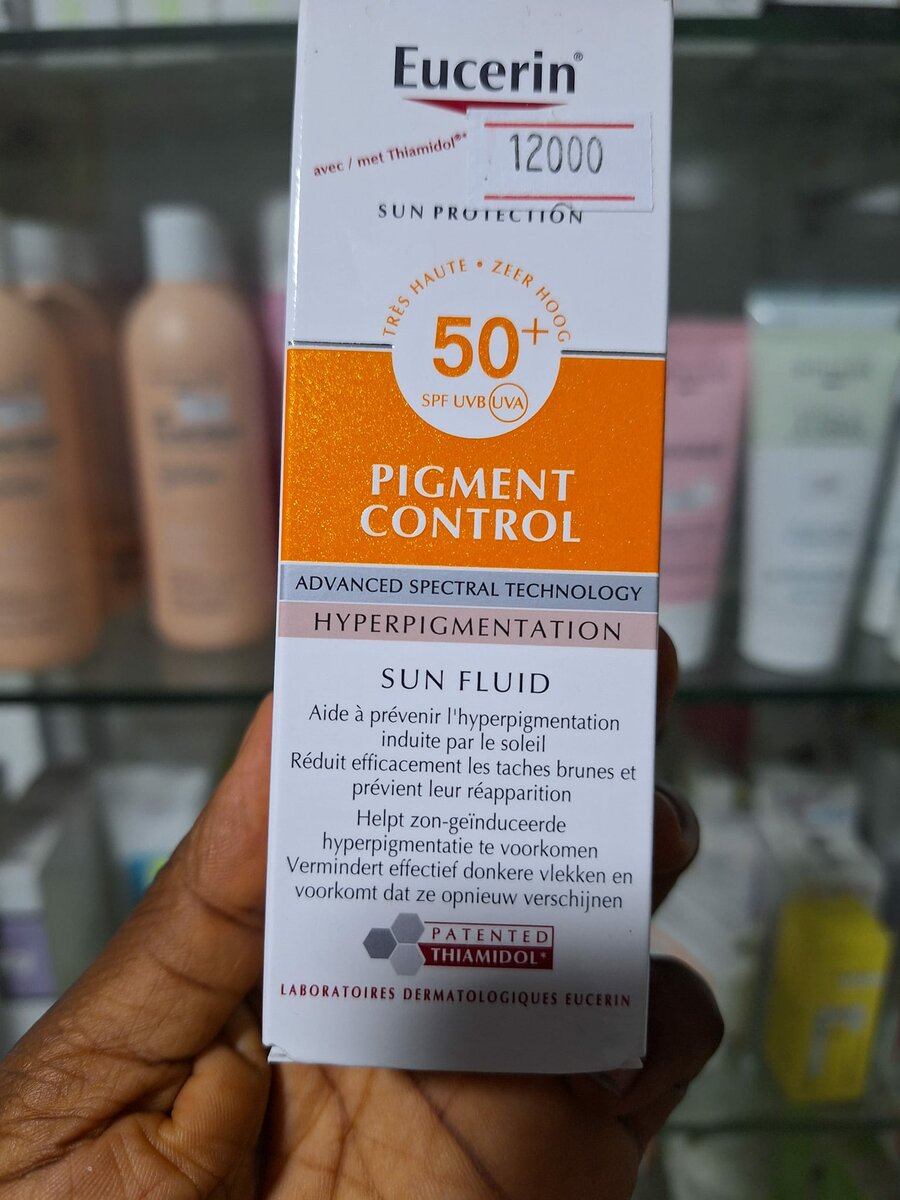 Eucerin®
avec / met Thiamidol®*
12000
SUN PROTECTION
TRÈS HAUTE • ZEER HOOG
50+
SPF UVB UVA
PIGMENT
CONTROL
ADVANCED SPECTRAL TECHNOLOGY
HYPERPIGMENTATION
SUN FLUID
Aide à prévenir l'hyperpigmentation
induite par le soleil
Réduit efficacement les taches brunes et
prévient leur réapparition
Helpt zon-geïnduceerde
hyperpigmentatie te voorkomen
Vermindert effectief donkere vlekken en
voorkomt dat ze opnieuw verschijnen
PATENTED
THIAMIDOL*
LABORATOIRES DERMATOLOGIQUES EUCERIN